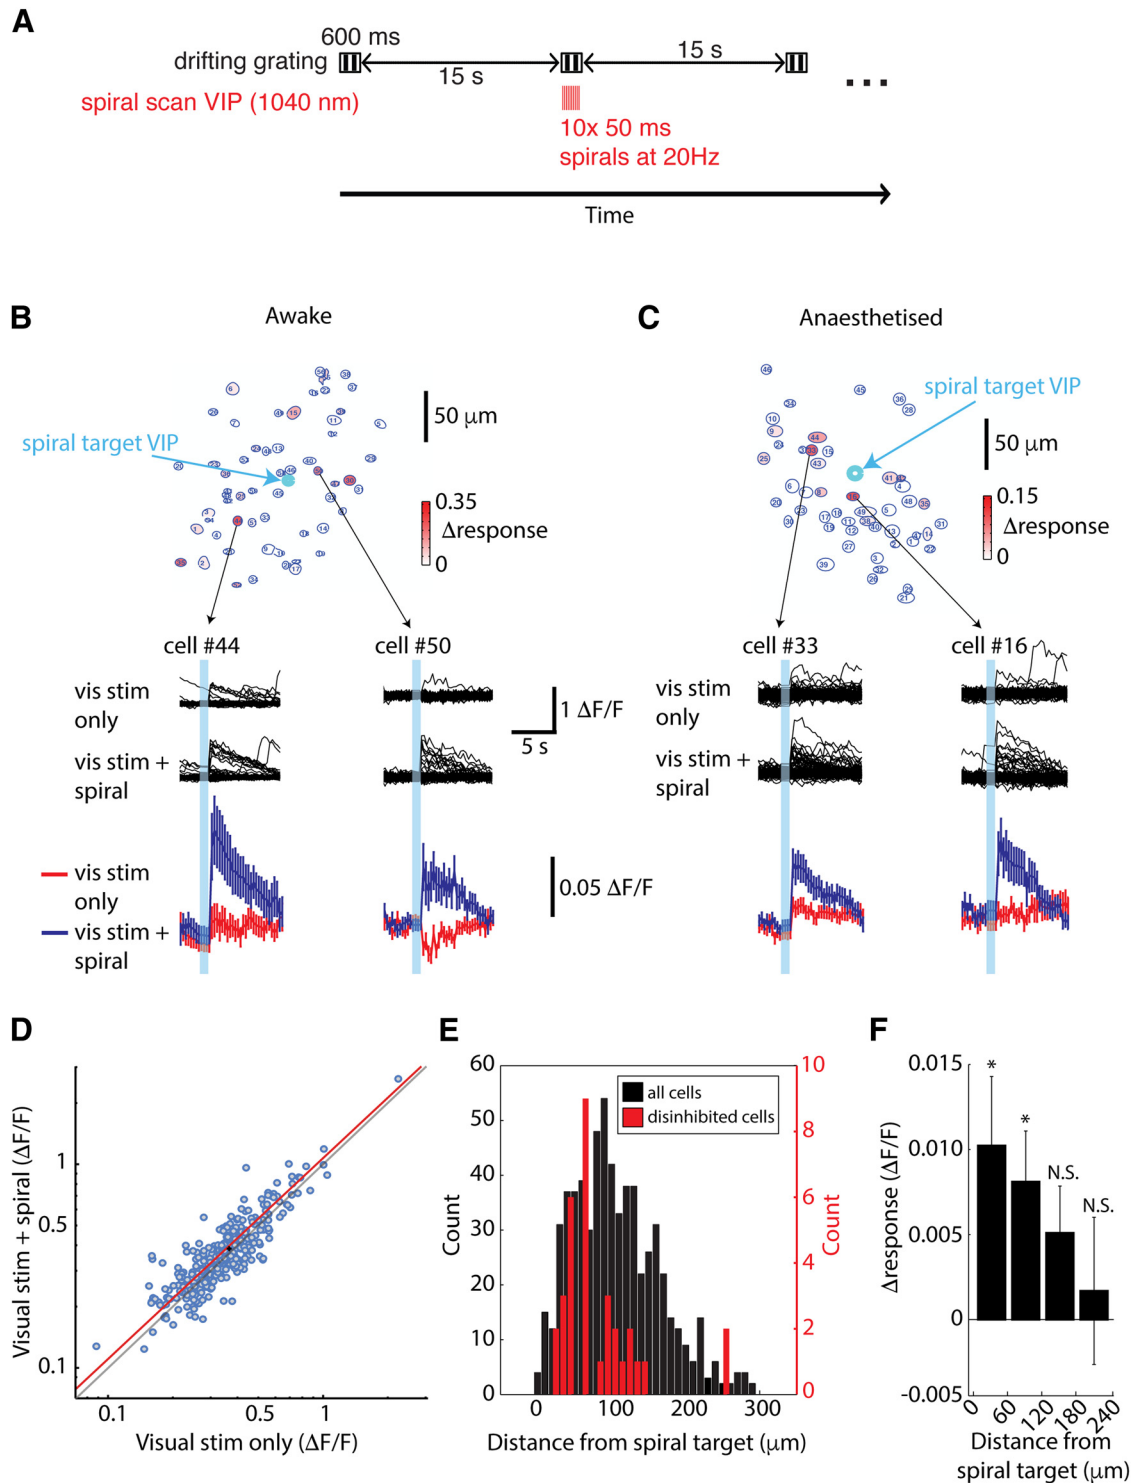 A
600 ms
drifting grating
15 s
15 s
...
spiral scan VIP (1040 nm)
10x 50 ms
spirals at 20Hz
Time
B
Awake
spiral target VIP
50 μm
0.35
Δresponse
0
cell #44
cell #50
vis stim
only
vis stim +
spiral
1 ΔF/F
5 s
vis stim
only
vis stim +
spiral
0.05 ΔF/F
C
Anaesthetised
spiral target VIP
50 μm
0.15
Δresponse
0
cell #33
cell #16
vis stim
only
vis stim +
spiral
D
Visual stim + spiral (ΔF/F)
1
0.5
0.1
0.1
0.5
1
Visual stim only (ΔF/F)
E
Count
60
50
40
30
20
10
0
all cells
disinhibited cells
10
8
6
4
2
0
Count
0
100
200
300
Distance from spiral target (μm)
F
Δresponse (ΔF/F)
0.015
0.010
0.005
0
-0.005
*
*
N.S.
N.S.
0
60
120
180
240
Distance from
spiral target (μm)